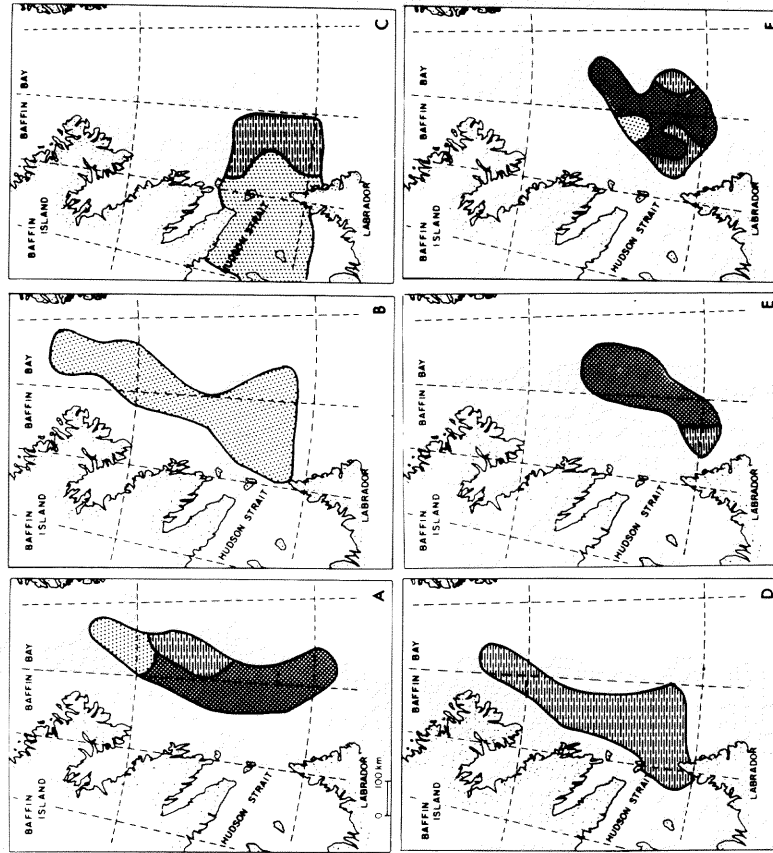 BAFFIN
ISLAND
BAFFIN BAY
HUDSON STRAIT
LABRADOR
0 100 km
A
BAFFIN
ISLAND
BAFFIN BAY
HUDSON STRAIT
LABRADOR
B
BAFFIN
ISLAND
BAFFIN BAY
HUDSON STRAIT
LABRADOR
C
BAFFIN
ISLAND
BAFFIN BAY
HUDSON STRAIT
LABRADOR
D
BAFFIN
ISLAND
BAFFIN BAY
HUDSON STRAIT
LABRADOR
E
BAFFIN
ISLAND
BAFFIN BAY
HUDSON STRAIT
LABRADOR
F